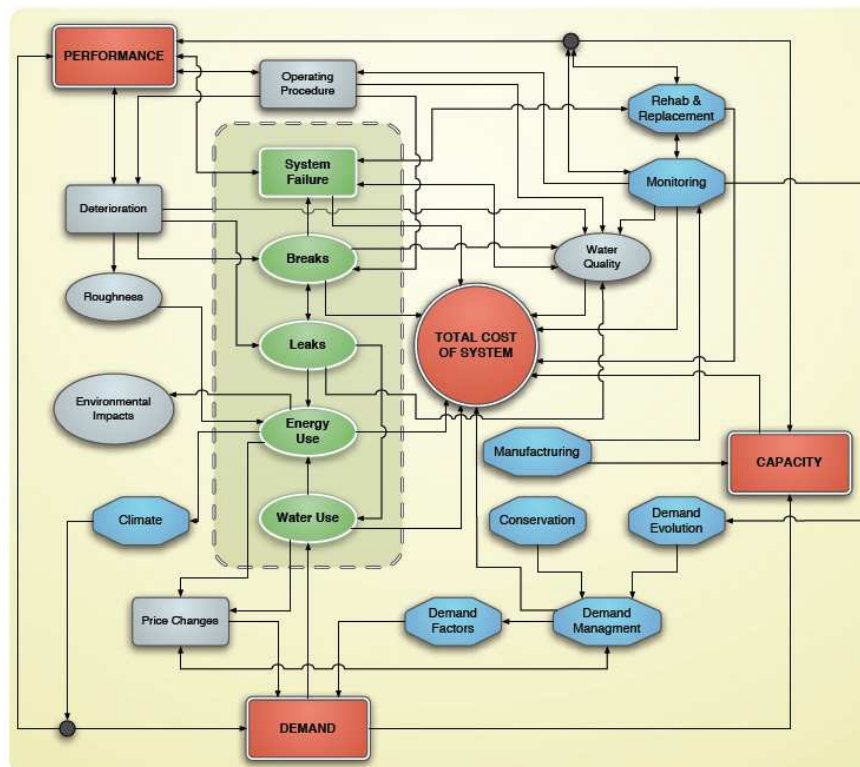 PERFORMANCE
Operating
Procedure
Rehab &
Replacement
System
Failure
Monitoring
Deterioration
Breaks
Water
Quality
Roughness
Leaks
TOTAL COST
OF SYSTEM
Environmental
Impacts
Energy
Use
Manufactruring
CAPACITY
Climate
Water Use
Conservation
Demand
Evolution
Price Changes
Demand
Factors
Demand
Managment
DEMAND